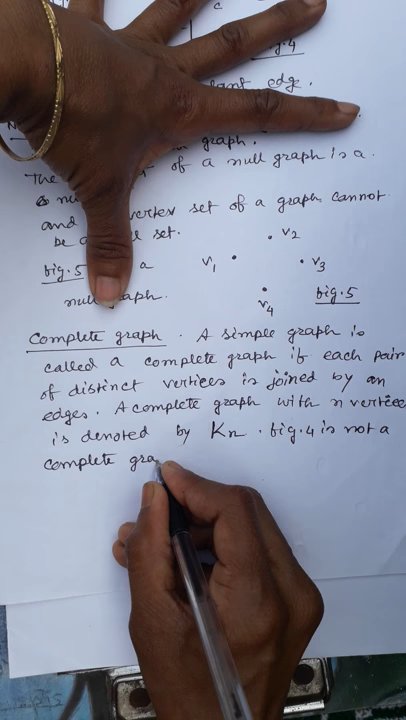 c
edge.
graph.
The of a null graph is a
and vertex set of a graph cannot
be a set.
v1 v2 v3 v4
fig.5 a
null graph. fig.5
Complete graph. A simple graph is
called a complete graph if each pair
of distinct vertices is joined by an
edges. A complete graph with n vertice
is denoted by Kn. fig.4 is not a
complete gra